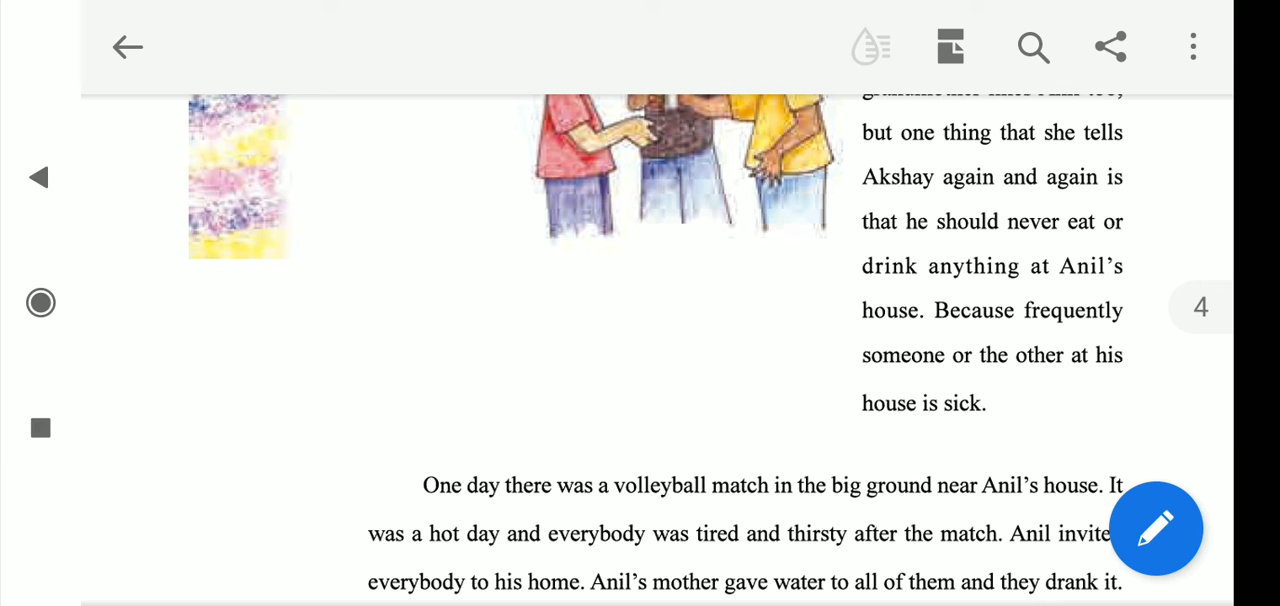 but one thing that she tells
Akshay again and again is
that he should never eat or
drink anything at Anil's
house. Because frequently
someone or the other at his
house is sick.
4
One day there was a volleyball match in the big ground near Anil's house. It
was a hot day and everybody was tired and thirsty after the match. Anil invite
everybody to his home. Anil's mother gave water to all of them and they drank it.